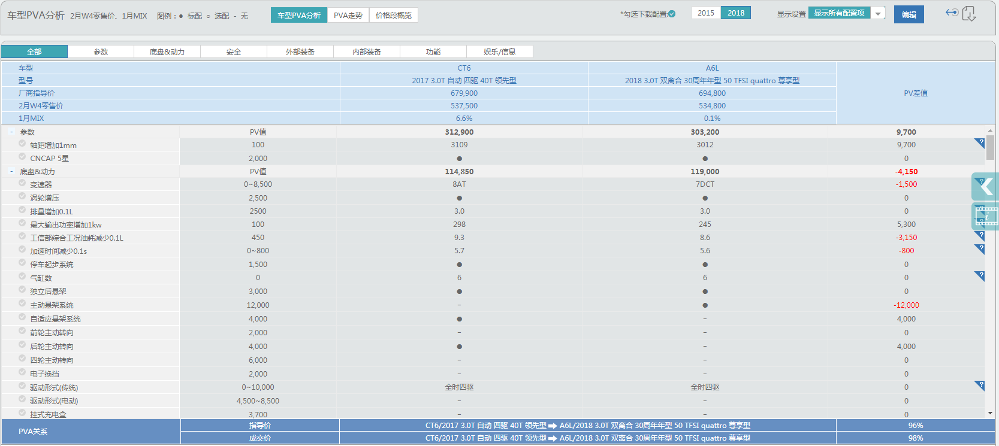 车型PVA分析 2月W4零售价、1月MIX 图例：● 标配 ○ 选配 - 无 车型PVA分析 PVA走势 价格段概览 *勾选下载配置: 2015 2018 显示设置 显示所有配置项 编辑
全部 参数 底盘&动力 安全 外部装备 内部装备 功能 娱乐/信息
车型 CT6 A6L
型号 2017 3.0T 自动 四驱 40T 领先型 2018 3.0T 双离合 30周年年型 50 TFSI quattro 尊享型
厂商指导价 679,900 694,800 PV差值
2月W4零售价 537,500 534,800
1月MIX 6.6% 0.1%
- 参数 PV值 312,900 303,200 9,700
轴距增加1mm 100 3109 3012 9,700 ?
CNCAP 5星 2,000 ● ● 0
- 底盘&动力 PV值 114,850 119,000 -4,150
变速器 0~8,500 8AT 7DCT -1,500 ?
涡轮增压 2,500 ● ● 0
排量增加0.1L 2500 3.0 3.0 0 ?
最大输出功率增加1kw 100 298 245 5,300 ?
工信部综合工况油耗减少0.1L 450 9.3 8.6 -3,150 ?
加速时间减少0.1s 0~800 5.7 5.6 -800 ?
停车起步系统 1,500 ● ● 0
气缸数 0 6 6 0 ?
独立后悬架 3,000 ● ● 0
主动悬架系统 12,000 - ● -12,000
自适应悬架系统 4,000 ● - 4,000
前轮主动转向 2,000 - - 0
后轮主动转向 4,000 ● - 4,000
四轮主动转向 6,000 - - 0
电子换挡 2,000 - - 0
驱动形式(传统) 0~10,000 全时四驱 全时四驱 0 ?
驱动形式(电动) 4,500~8,500 - - 0
挂式充电盒 3,700 - - 0
PVA关系 指导价 CT6/2017 3.0T 自动 四驱 40T 领先型 ➡ A6L/2018 3.0T 双离合 30周年年型 50 TFSI quattro 尊享型 96%
成交价 CT6/2017 3.0T 自动 四驱 40T 领先型 ➡ A6L/2018 3.0T 双离合 30周年年型 50 TFSI quattro 尊享型 98%